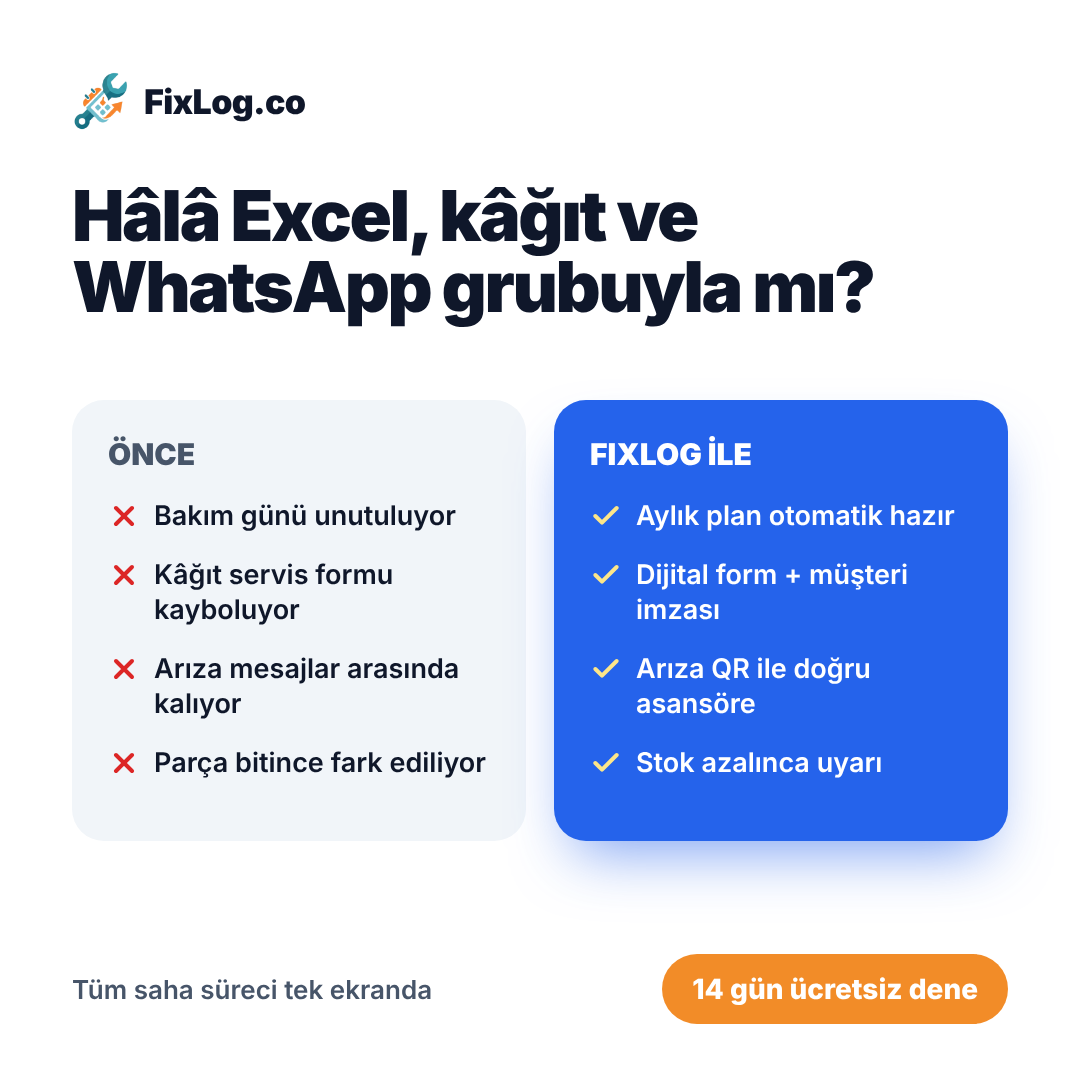 FixLog.co
Hâlâ Excel, kâğıt ve
WhatsApp grubuyla mı?
ÖNCE
Bakım günü unutuluyor
Kâğıt servis formu
kayboluyor
Arıza mesajlar arasında
kalıyor
Parça bitince fark ediliyor
FIXLOG İLE
Aylık plan otomatik hazır
Dijital form + müşteri
imzası
Arıza QR ile doğru
asansöre
Stok azalınca uyarı
Tüm saha süreci tek ekranda
14 gün ücretsiz dene